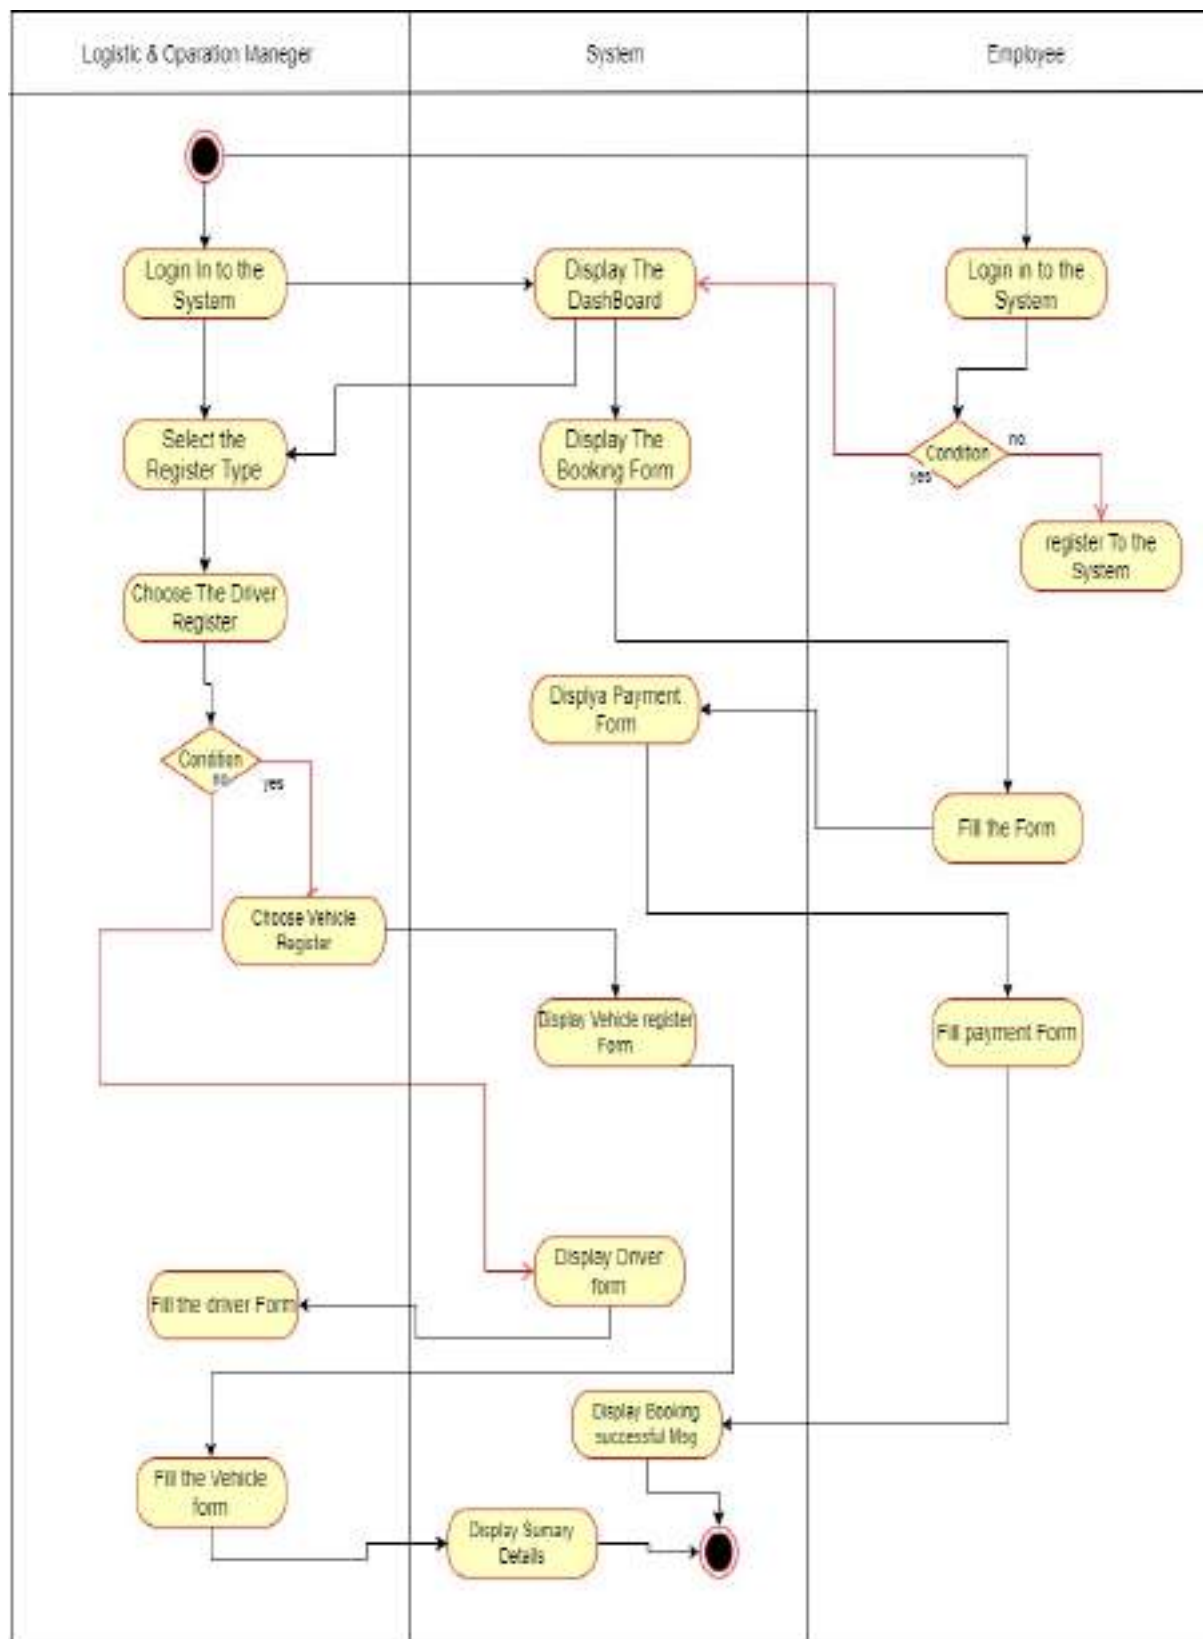 Logistic & Oparation Maneger
System
Employee
Login In to the
System
Display The
DashBoard
Login in to the
System
Select the
Register Type
Display The
Booking Form
Condition
no
yes
register To the
System
Choose The Driver
Register
Displya Payment
Form
Condition
no
yes
Fill the Form
Choose Vehicle
Register
Display Vehicle register
Form
Fill payment Form
Display Driver
form
Fill the driver Form
Display Booking
successful Msg
Fill the Vehicle
form
Display Sumary
Details